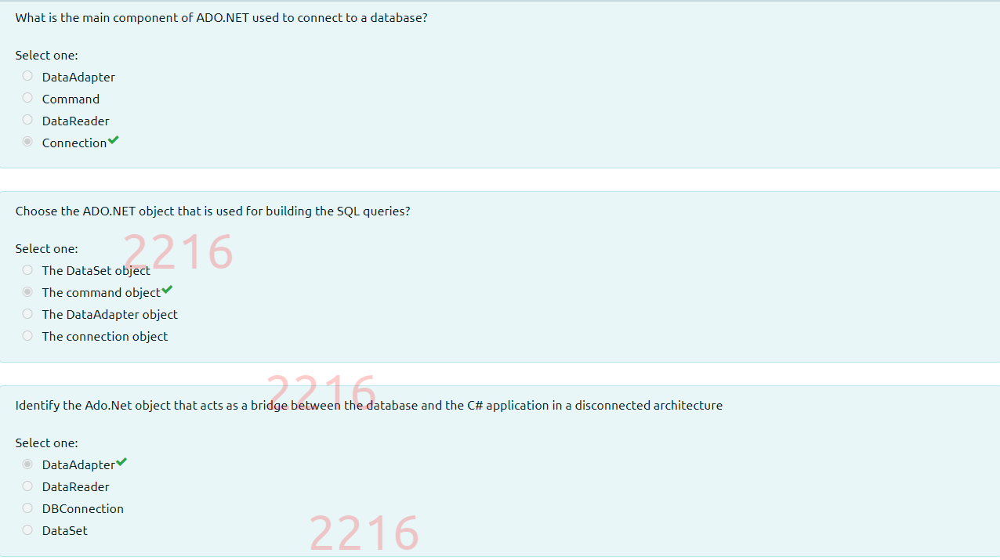 What is the main component of ADO.NET used to connect to a database?
Select one:
DataAdapter
Command
DataReader
Connection
Choose the ADO.NET object that is used for building the SQL queries?
2216
Select one:
The DataSet object
The command object
The DataAdapter object
The connection object
2216
Identify the Ado.Net object that acts as a bridge between the database and the C# application in a disconnected architecture
Select one:
DataAdapter
DataReader
DBConnection
DataSet
2216